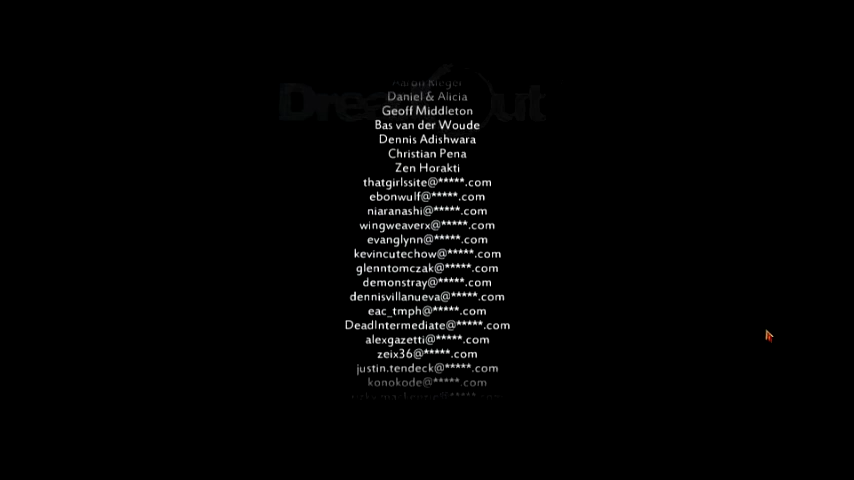 Aaron Rieger
Daniel & Alicia
Geoff Middleton
Bas van der Woude
Dennis Adishwara
Christian Pena
Zen Horakti
thatgirlssite@*****.com
ebonwulf@*****.com
niaranashi@*****.com
wingweaverx@*****.com
evanglynn@*****.com
kevincutechow@*****.com
glenntomczak@*****.com
demonstray@*****.com
dennisvillanueva@*****.com
eac_tmph@*****.com
DeadIntermediate@*****.com
alexgazetti@*****.com
zeix36@*****.com
justin.tendeck@*****.com
konokode@*****.com